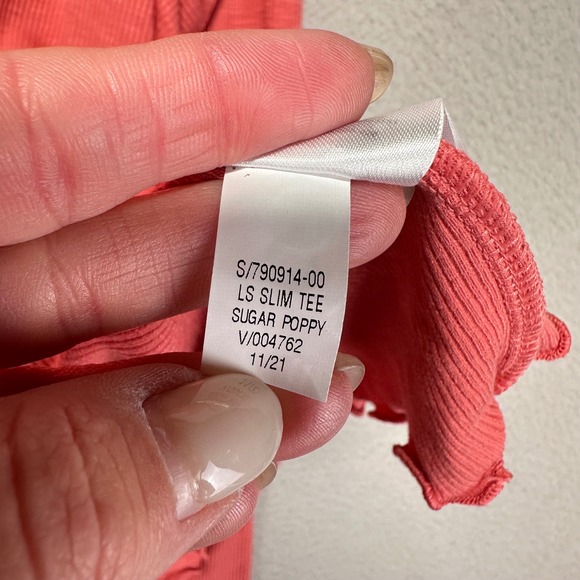 S/790914-00
LS SLIM TEE
SUGAR POPPY
V/004762
11/21